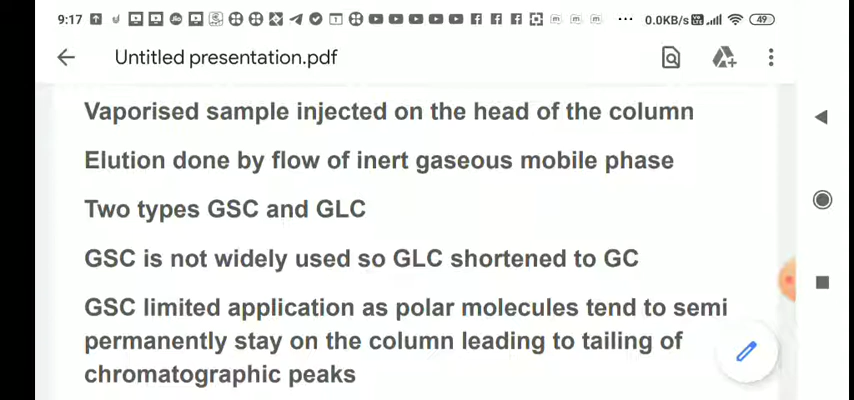 9:17
0.0KB/s
49
Untitled presentation.pdf
Vaporised sample injected on the head of the column
Elution done by flow of inert gaseous mobile phase
Two types GSC and GLC
GSC is not widely used so GLC shortened to GC
GSC limited application as polar molecules tend to semi
permanently stay on the column leading to tailing of
chromatographic peaks